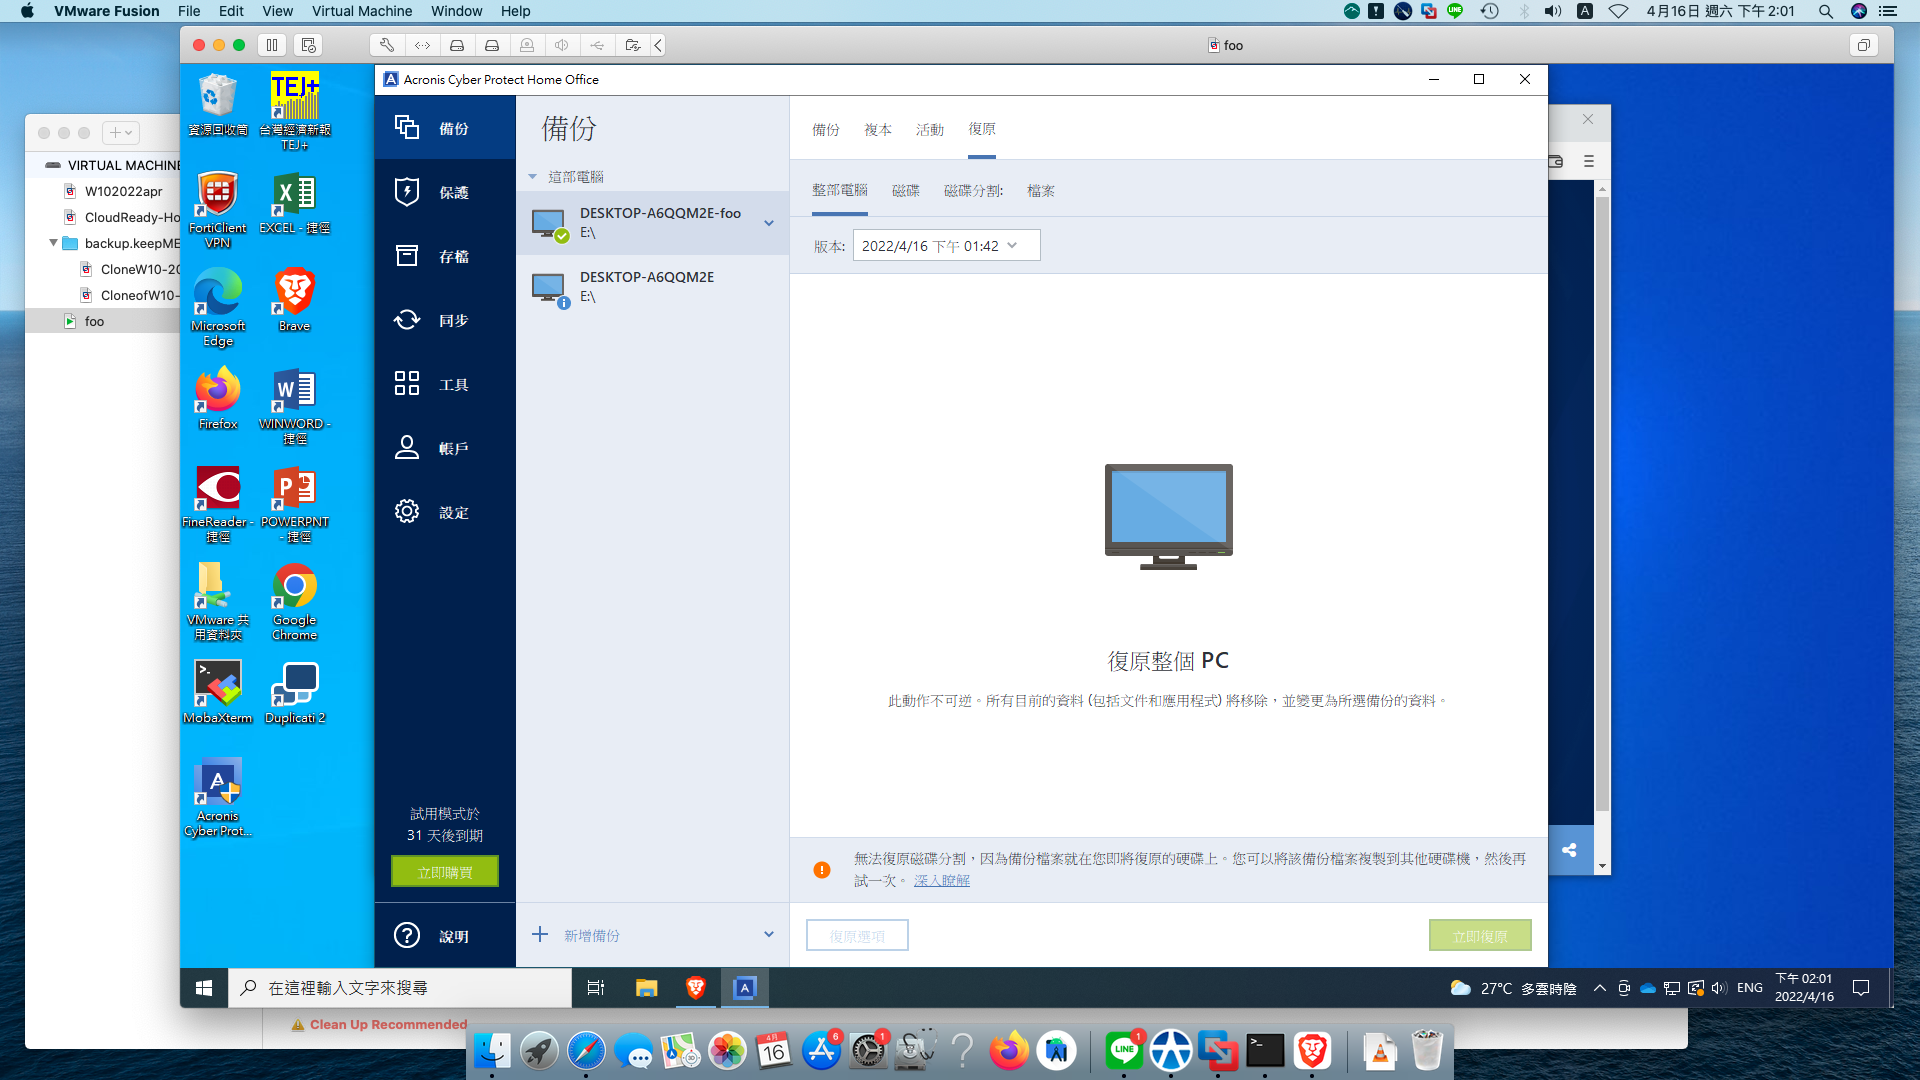 VMware Fusion File Edit View Virtual Machine Window Help
4月16日 週六 下午 2:01
foo
VIRTUAL MACHINE
W102022apr
CloudReady-Ho
backup.keepME
CloneW10-20
CloneofW10-
foo
Clean Up Recommended
資源回收筒
台灣經濟新報
TEJ+
FortiClient
VPN
EXCEL - 捷徑
Microsoft
Edge
Brave
Firefox
WINWORD -
捷徑
FineReader -
捷徑
POWERPNT
- 捷徑
VMware 共
用資料夾
Google
Chrome
MobaXterm
Duplicati 2
Acronis
Cyber Prot...
Acronis Cyber Protect Home Office
備份
保護
存檔
同步
工具
帳戶
設定
試用模式於
31 天後到期
立即購買
說明
備份
這部電腦
DESKTOP-A6QQM2E-foo
E:\
DESKTOP-A6QQM2E
E:\
新增備份
備份 複本 活動 復原
整部電腦 磁碟 磁碟分割: 檔案
版本: 2022/4/16 下午 01:42
復原整個 PC
此動作不可逆。所有目前的資料 (包括文件和應用程式) 將移除，並變更為所選備份的資料。
無法復原磁碟分割，因為備份檔案就在您即將復原的硬碟上。您可以將該備份檔案複製到其他硬碟機，然後再
試一次。 深入瞭解
復原選項
立即復原
在這裡輸入文字來搜尋
27°C 多雲時陰
ENG
下午 02:01
2022/4/16
TEJ+
4月
16
6
1
LINE
1